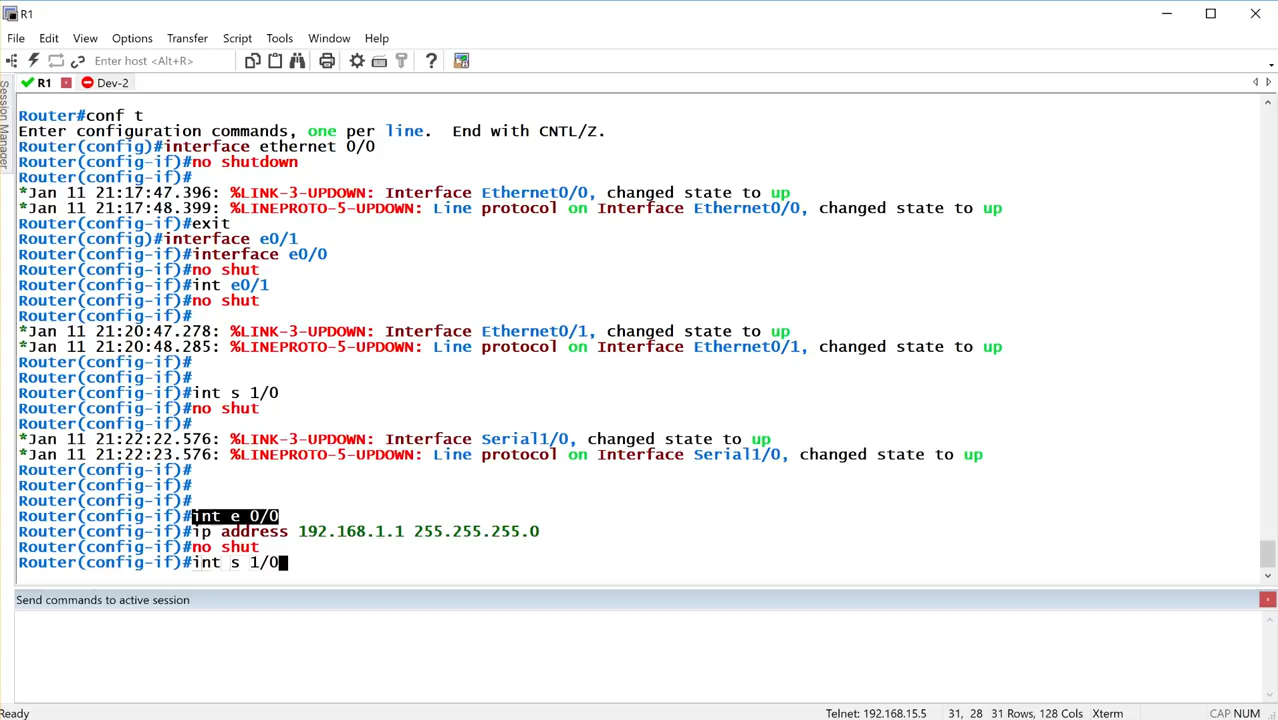 R1
File Edit View Options Transfer Script Tools Window Help
Enter host <Alt+R>
R1 Dev-2
Session Manager
Router#conf t
Enter configuration commands, one per line.  End with CNTL/Z.
Router(config)#interface ethernet 0/0
Router(config-if)#no shutdown
Router(config-if)#
*Jan 11 21:17:47.396: %LINK-3-UPDOWN: Interface Ethernet0/0, changed state to up
*Jan 11 21:17:48.399: %LINEPROTO-5-UPDOWN: Line protocol on Interface Ethernet0/0, changed state to up
Router(config-if)#exit
Router(config)#interface e0/1
Router(config-if)#interface e0/0
Router(config-if)#no shut
Router(config-if)#int e0/1
Router(config-if)#no shut
Router(config-if)#
*Jan 11 21:20:47.278: %LINK-3-UPDOWN: Interface Ethernet0/1, changed state to up
*Jan 11 21:20:48.285: %LINEPROTO-5-UPDOWN: Line protocol on Interface Ethernet0/1, changed state to up
Router(config-if)#
Router(config-if)#
Router(config-if)#int s 1/0
Router(config-if)#no shut
Router(config-if)#
*Jan 11 21:22:22.576: %LINK-3-UPDOWN: Interface Serial1/0, changed state to up
*Jan 11 21:22:23.576: %LINEPROTO-5-UPDOWN: Line protocol on Interface Serial1/0, changed state to up
Router(config-if)#
Router(config-if)#
Router(config-if)#
Router(config-if)#int e 0/0
Router(config-if)#ip address 192.168.1.1 255.255.255.0
Router(config-if)#no shut
Router(config-if)#int s 1/0
Send commands to active session
Ready Telnet: 192.168.15.5 31, 28 31 Rows, 128 Cols Xterm CAP NUM